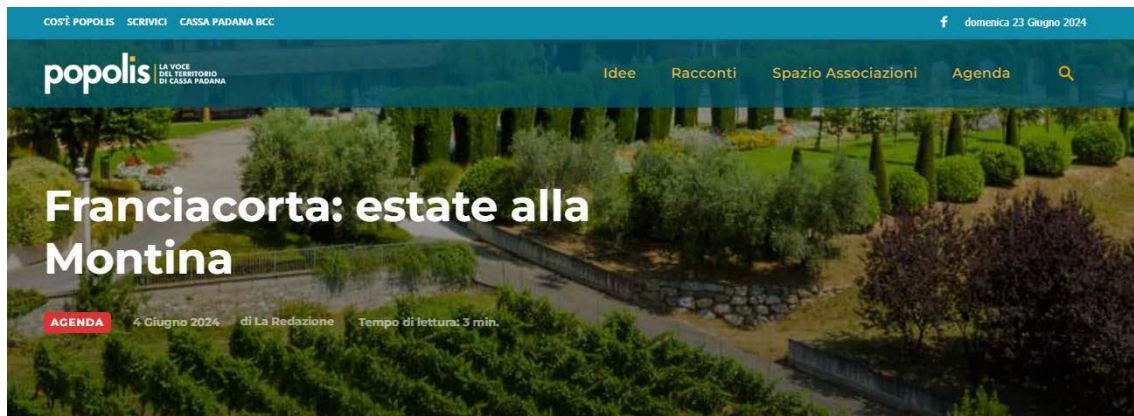 COS'È POPOLIS SCRIVICI CASSA PADANA BCC
domenica 23 Giugno 2024
popolis
LA VOCE
DEL TERRITORIO
DI CASSA PADANA
Idee Racconti Spazio Associazioni Agenda
Franciacorta: estate alla
Montina
AGENDA 4 Giugno 2024 di La Redazione Tempo di lettura: 3 min.